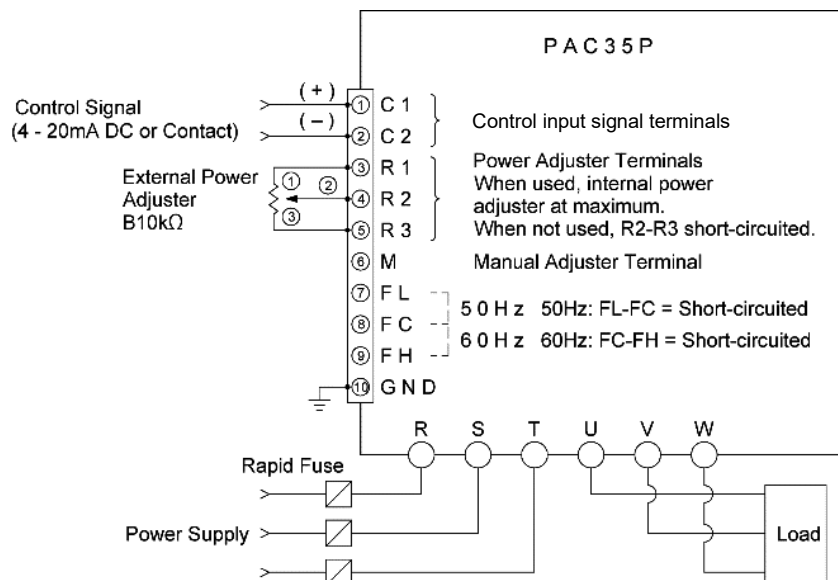 PAC35P
Control Signal
(4 - 20mA DC or Contact)
(+)
(−)
① C1
② C2
Control input signal terminals
External Power
Adjuster
B10kΩ
①
②
③
③ R1
④ R2
⑤ R3
Power Adjuster Terminals
When used, internal power
adjuster at maximum.
When not used, R2-R3 short-circuited.
⑥ M
Manual Adjuster Terminal
⑦ FL
⑧ FC
⑨ FH
50Hz 50Hz: FL-FC = Short-circuited
60Hz 60Hz: FC-FH = Short-circuited
⑩ GND
R S T U V W
Rapid Fuse
Power Supply
Load